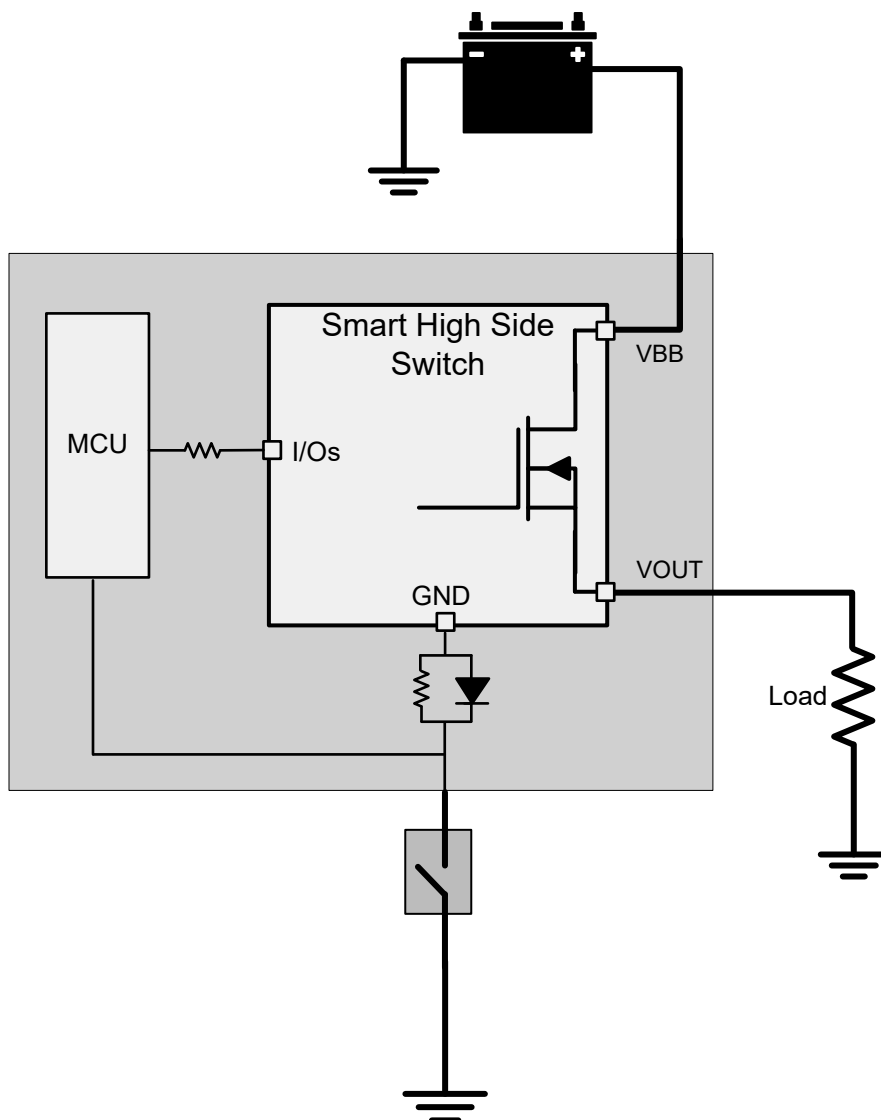 - +
Smart High Side
Switch
VBB
MCU
I/Os
VOUT
GND
Load